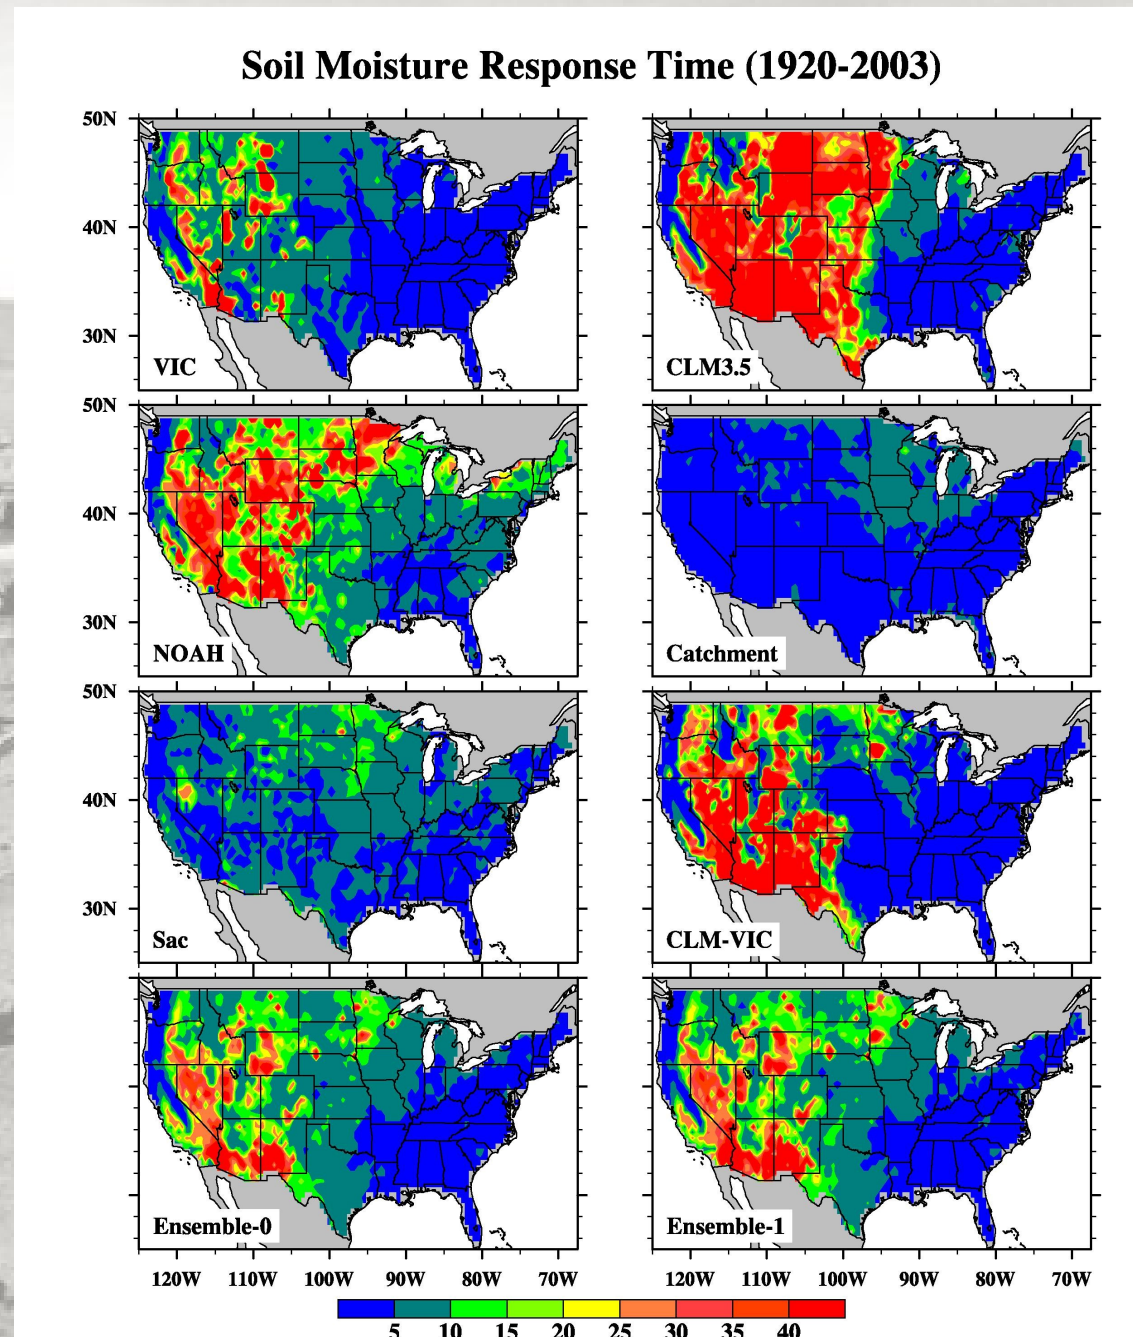 Soil Moisture Response Time (1920-2003)
50N
40N
30N
VIC
CLM3.5
50N
40N
30N
NOAH
Catchment
50N
40N
30N
Sac
CLM-VIC
Ensemble-0
Ensemble-1
120W 110W 100W 90W 80W 70W
120W 110W 100W 90W 80W 70W
5 10 15 20 25 30 35 40